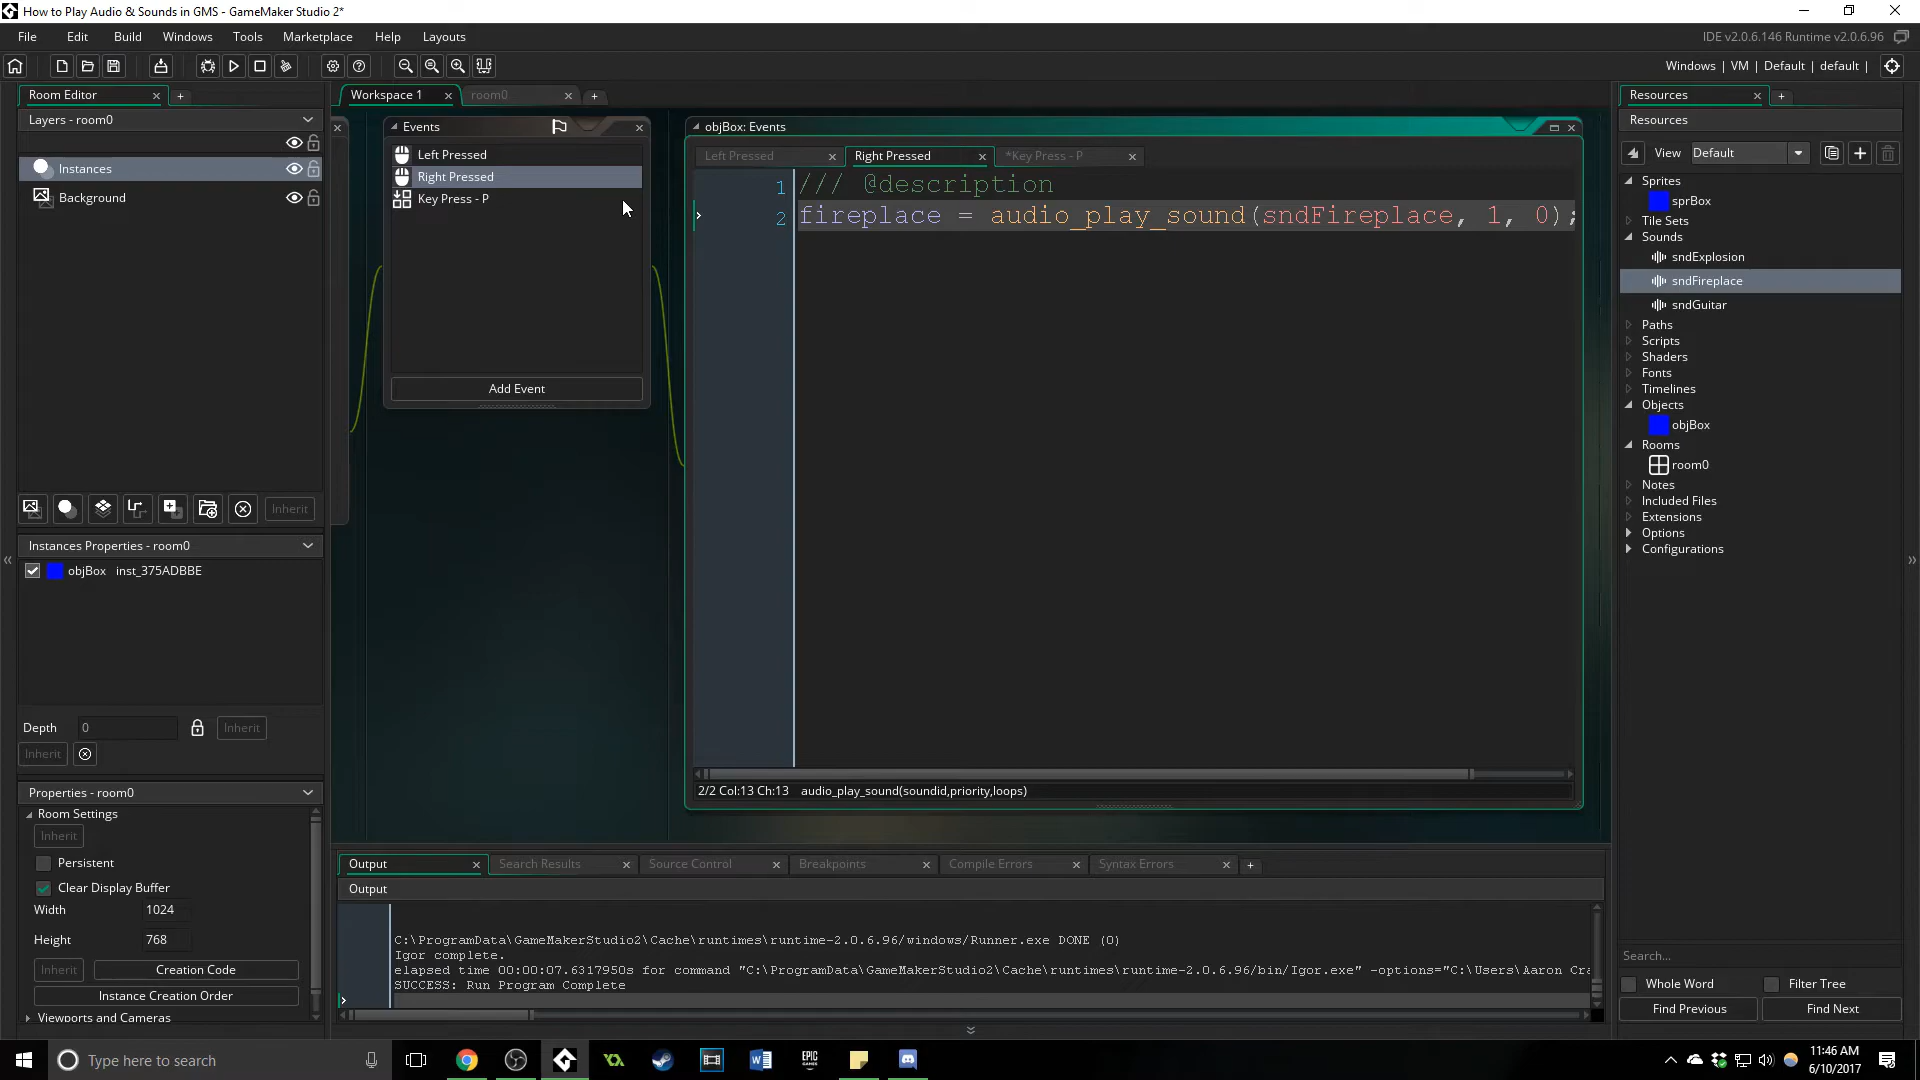 How to Play Audio & Sounds in GMS - GameMaker Studio 2*
File Edit Build Windows Tools Marketplace Help Layouts
IDE v2.0.6.146 Runtime v2.0.6.96
Windows | VM | Default | default |
Room Editor
Layers - room0
Instances
Background
Inherit
Instances Properties - room0
objBox inst_375ADBBE
Depth 0 Inherit
Inherit
Properties - room0
Room Settings
Inherit
Persistent
Clear Display Buffer
Width 1024
Height 768
Inherit Creation Code
Instance Creation Order
Viewports and Cameras
Workspace 1 room0
Events
Left Pressed
Right Pressed
Key Press - P
Add Event
objBox: Events
Left Pressed Right Pressed *Key Press - P
1 /// @description
2 fireplace = audio_play_sound(sndFireplace, 1, 0);
2/2 Col:13 Ch:13 audio_play_sound(soundid,priority,loops)
Output Search Results Source Control Breakpoints Compile Errors Syntax Errors
Output
C:\ProgramData\GameMakerStudio2\Cache\runtimes\runtime-2.0.6.96/windows/Runner.exe DONE (0)
Igor complete.
elapsed time 00:00:07.6317950s for command "C:\ProgramData\GameMakerStudio2\Cache\runtimes\runtime-2.0.6.96/bin/Igor.exe" -options="C:\Users\Aaron Cra
SUCCESS: Run Program Complete
Resources
Resources
View Default
Sprites
sprBox
Tile Sets
Sounds
sndExplosion
sndFireplace
sndGuitar
Paths
Scripts
Shaders
Fonts
Timelines
Objects
objBox
Rooms
room0
Notes
Included Files
Extensions
Options
Configurations
Search...
Whole Word Filter Tree
Find Previous Find Next
Type here to search
EPIC GAMES
11:46 AM
6/10/2017